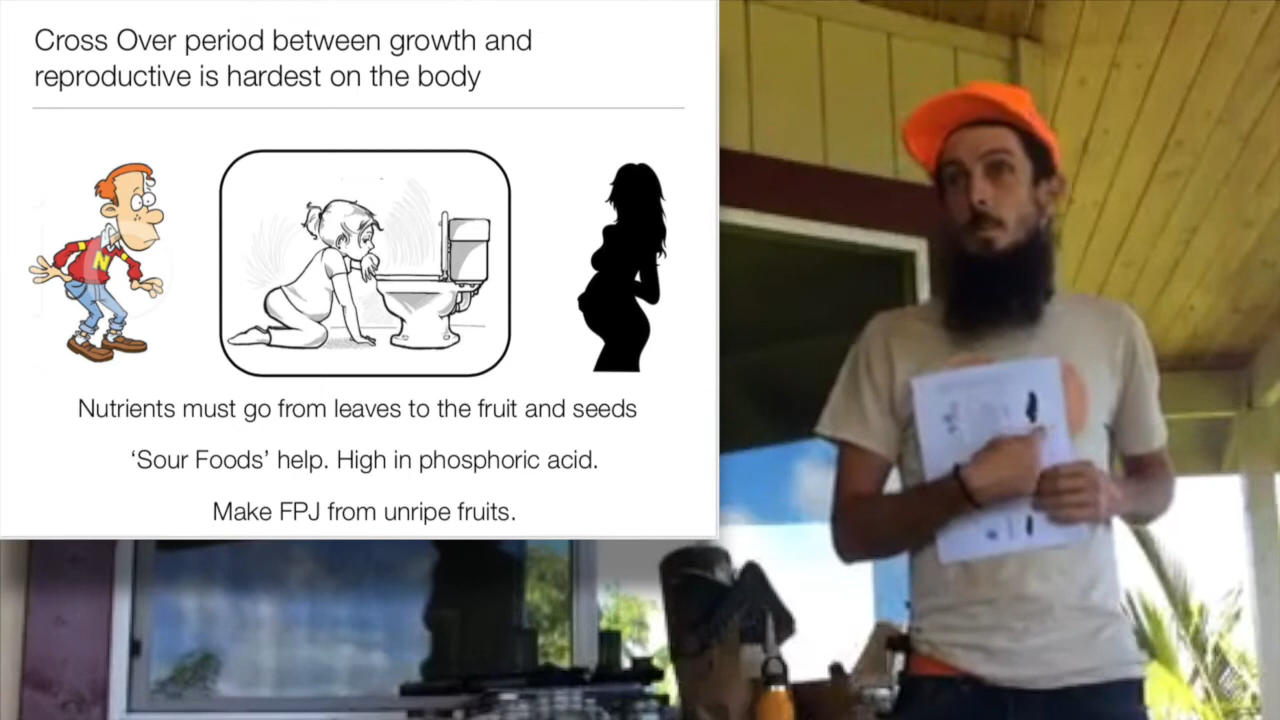 Cross Over period between growth and
reproductive is hardest on the body
N
Nutrients must go from leaves to the fruit and seeds
‘Sour Foods’ help. High in phosphoric acid.
Make FPJ from unripe fruits.